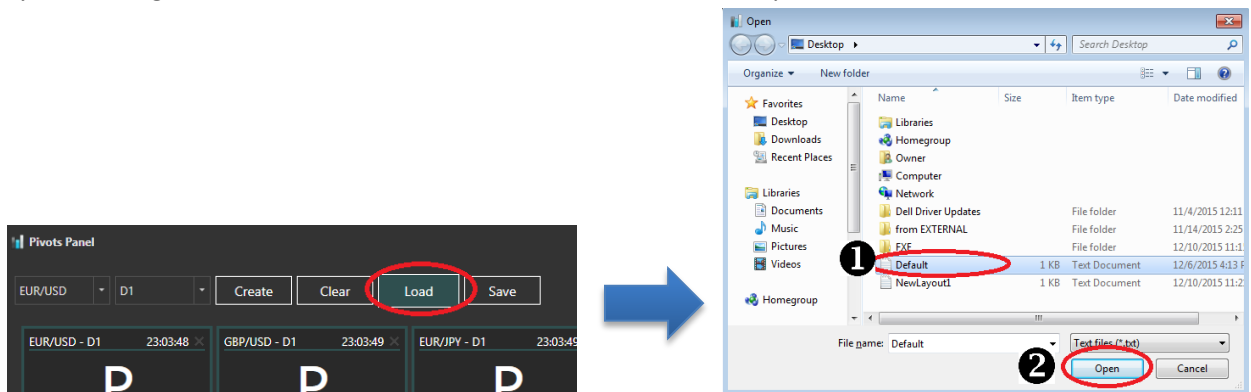 Pivots Panel
EUR/USD D1 Create Clear Load Save
EUR/USD - D1 23:03:48 GBP/USD - D1 23:03:49 EUR/JPY - D1 23:03:49
P P P
Open
Desktop Search Desktop
Organize New folder
Name Size Item type Date modified
Favorites
Desktop
Downloads
Recent Places
Libraries
Documents
Music
Pictures
Videos
Homegroup
Libraries
Homegroup
Owner
Computer
Network
Dell Driver Updates File folder 11/4/2015 12:11
from EXTERNAL File folder 11/14/2015 2:25
FXF File folder 12/10/2015 11:1
1 Default 1 KB Text Document 12/6/2015 4:13 P
NewLayout1 1 KB Text Document 12/10/2015 11:2
File name: Default Text files (*.txt)
2 Open Cancel